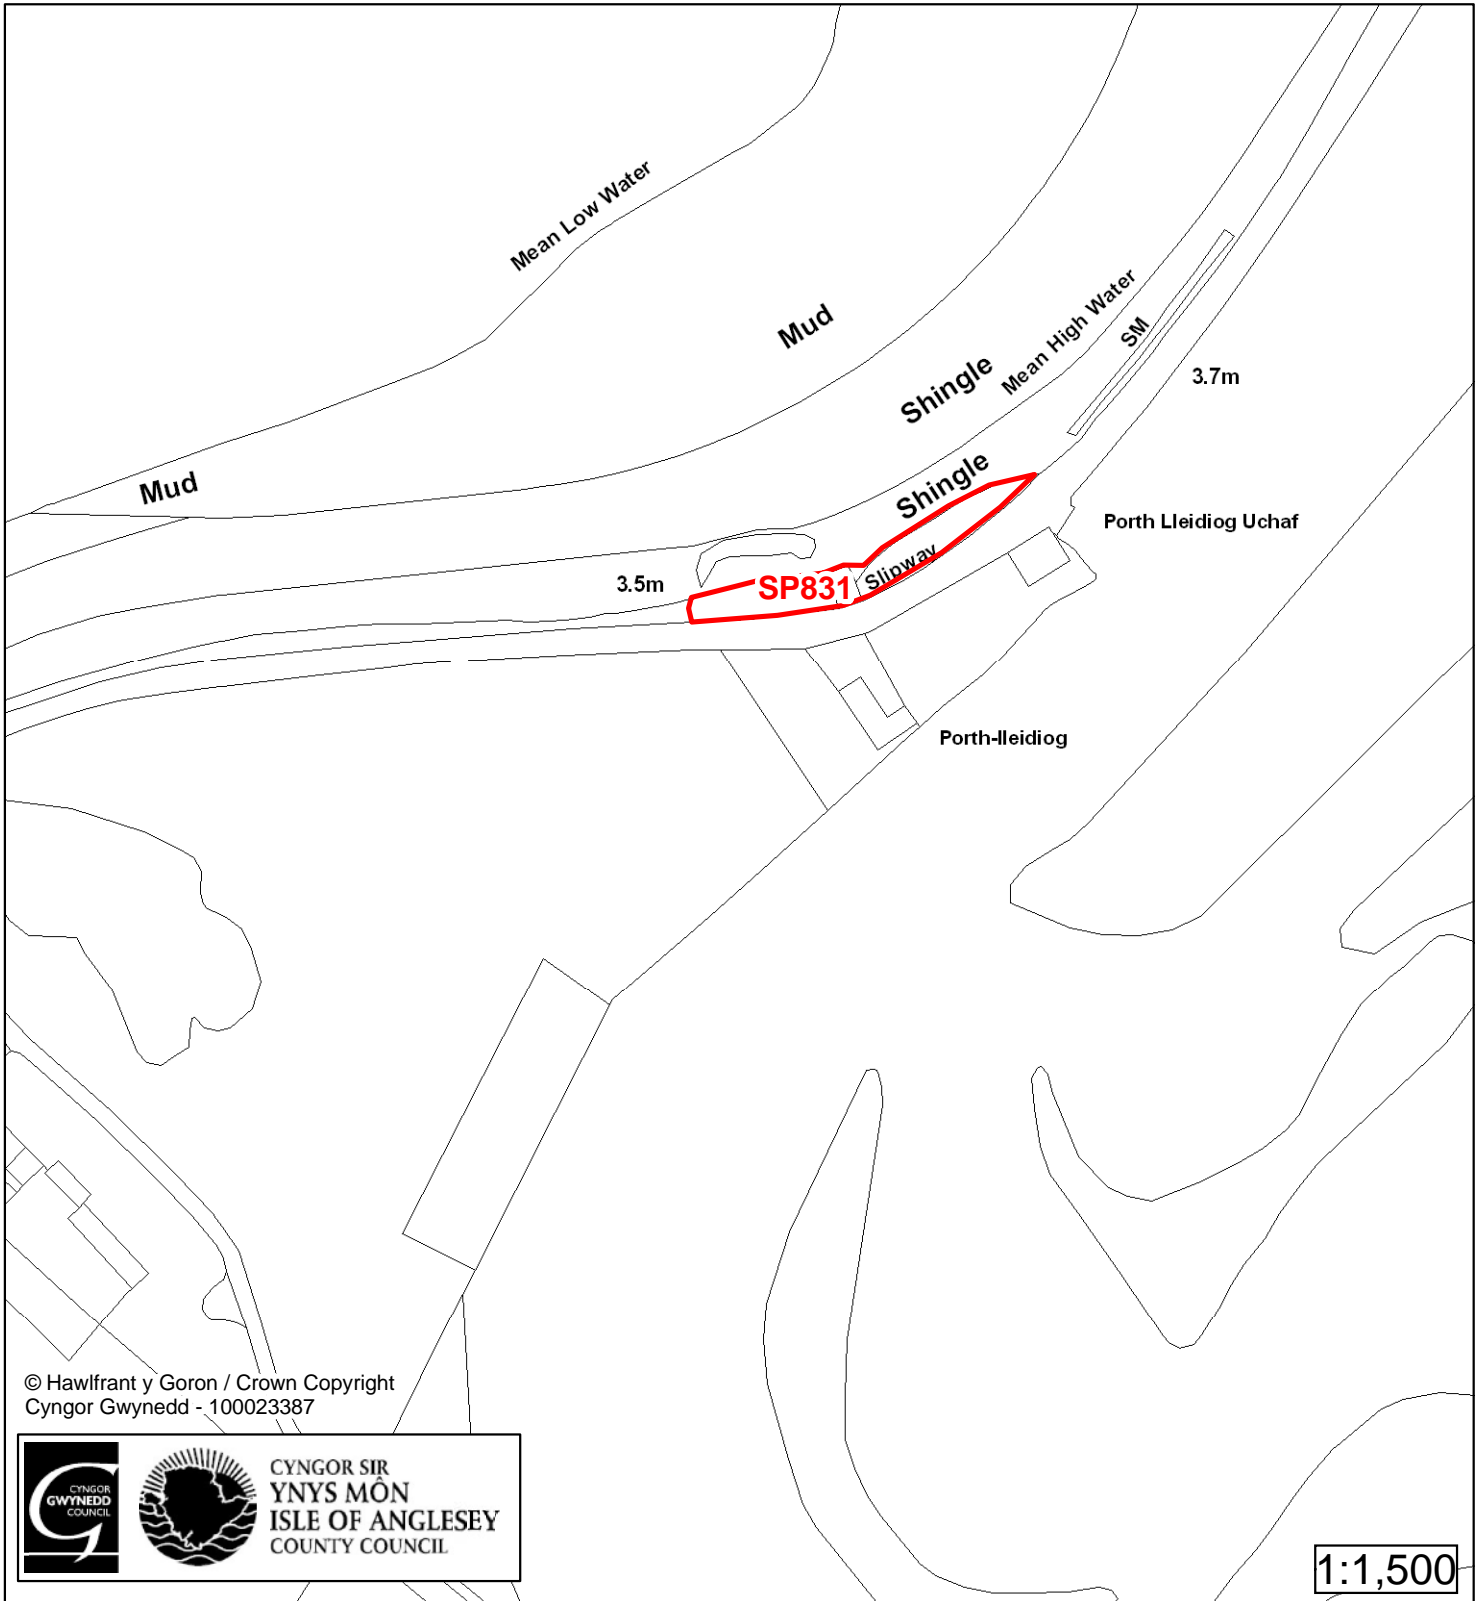 Mean Low Water
Mud
Mean High Water
SM
Shingle
3.7m
Shingle
Mud
Porth Lleidiog Uchaf
Slipway
3.5m
SP831
Porth-lleidiog
© Hawlfraint y Goron / Crown Copyright
Cyngor Gwynedd - 100023387
CYNGOR
GWYNEDD
COUNCIL
CYNGOR SIR
YNYS MÔN
ISLE OF ANGLESEY
COUNTY COUNCIL
1:1,500